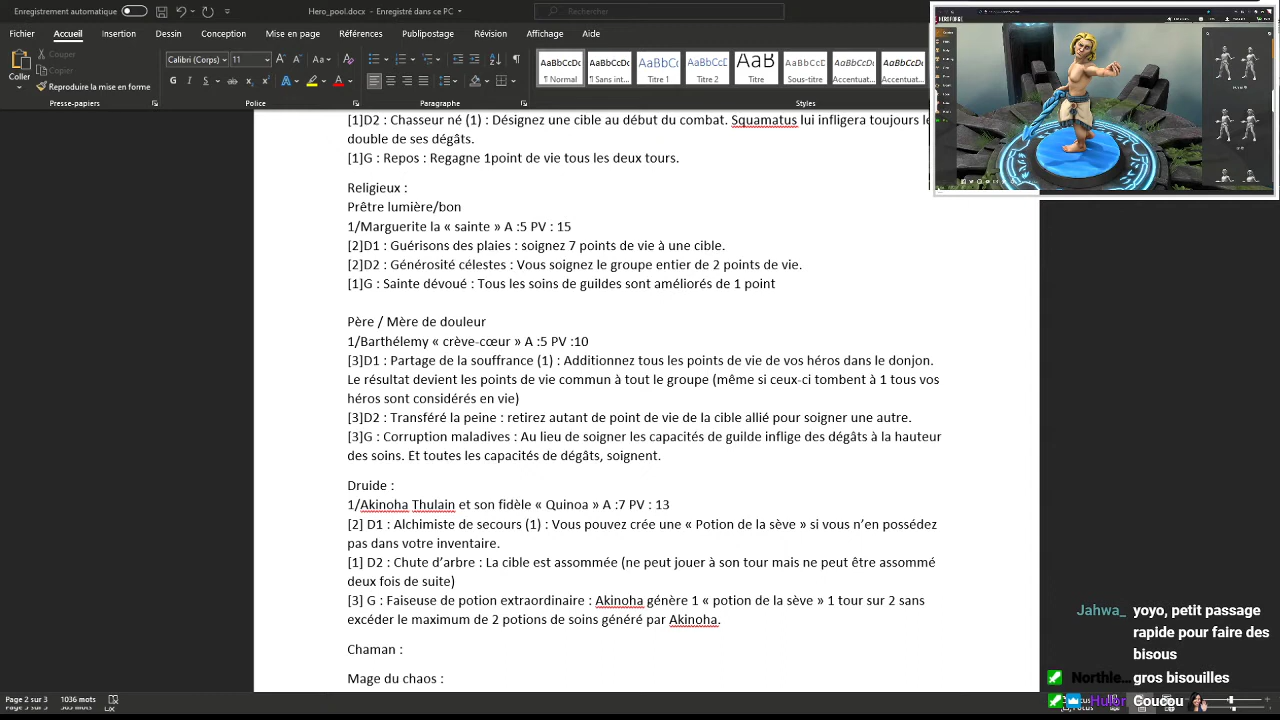 Enregistrement automatique
Hero_pool.docx - Enregistré dans ce PC
Rechercher
Fichier Accueil Insertion Dessin Conception
Références Publipostage Révision Affichage Aide
Coller
Couper
Copier
Reproduire la mise en forme
Presse-papiers
Calibri (Corps) 11
Police
Paragraphe
AaBbCcDc AaBbCcDc AaBbC AaBbCcD AaB AaBbCcD AaBbCcDc AaBbCcDc
¶ Normal ¶ Sans int... Titre 1 Titre 2 Titre Sous-titre Accentuat... Accentuat...
Styles
[1]D2 : Chasseur né (1) : Désignez une cible au début du combat. Squamatus lui infligera toujours le
double de ses dégâts.
[1]G : Repos : Regagne 1point de vie tous les deux tours.
Religieux :
Prêtre lumière/bon
1/Marguerite la « sainte » A :5 PV : 15
[2]D1 : Guérisons des plaies : soignez 7 points de vie à une cible.
[2]D2 : Générosité célestes : Vous soignez le groupe entier de 2 points de vie.
[1]G : Sainte dévoué : Tous les soins de guildes sont améliorés de 1 point
Père / Mère de douleur
1/Barthélemy « crève-cœur » A :5 PV :10
[3]D1 : Partage de la souffrance (1) : Additionnez tous les points de vie de vos héros dans le donjon.
Le résultat devient les points de vie commun à tout le groupe (même si ceux-ci tombent à 1 tous vos
héros sont considérés en vie)
[3]D2 : Transféré la peine : retirez autant de point de vie de la cible allié pour soigner une autre.
[3]G : Corruption maladives : Au lieu de soigner les capacités de guilde inflige des dégâts à la hauteur
des soins. Et toutes les capacités de dégâts, soignent.
Druide :
1/Akinoha Thulain et son fidèle « Quinoa » A :7 PV : 13
[2] D1 : Alchimiste de secours (1) : Vous pouvez crée une « Potion de la sève » si vous n’en possédez
pas dans votre inventaire.
[1] D2 : Chute d’arbre : La cible est assommée (ne peut jouer à son tour mais ne peut être assommé
deux fois de suite)
[3] G : Faiseuse de potion extraordinaire : Akinoha génère 1 « potion de la sève » 1 tour sur 2 sans
excéder le maximum de 2 potions de soins généré par Akinoha.
Chaman :
Mage du chaos :
Jahwa_ yoyo, petit passage
rapide pour faire des
bisous
Northle... gros bisouilles
Coucou
Page 2 sur 3 1036 mots